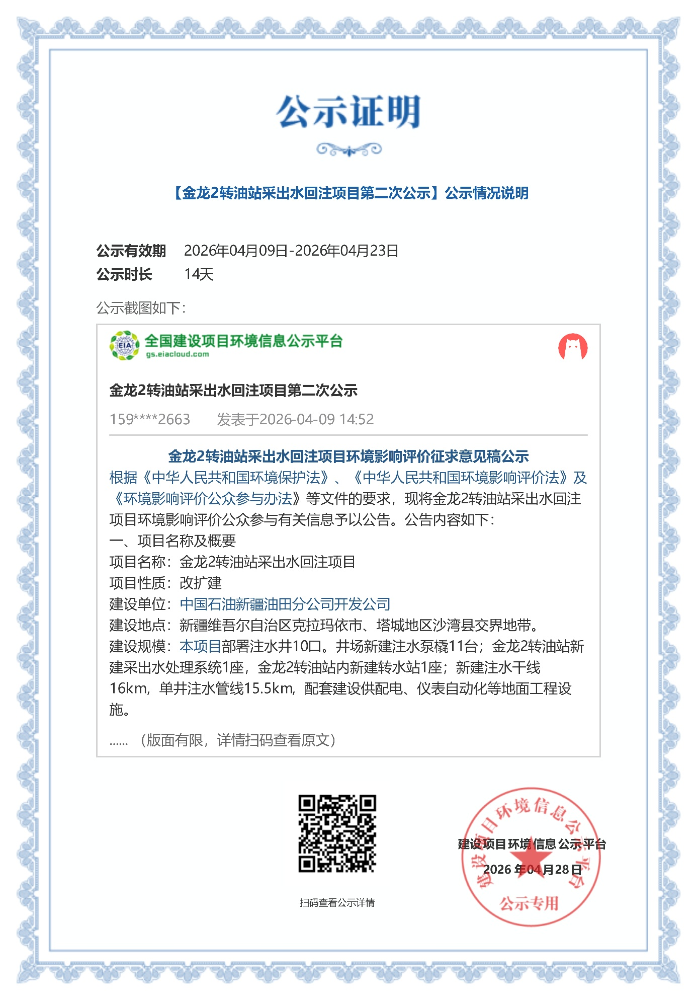 公示证明
【金龙2转油站采出水回注项目第二次公示】公示情况说明
公示有效期 2026年04月09日-2026年04月23日
公示时长 14天
公示截图如下：
EIA 全国建设项目环境信息公示平台
gs.eiacloud.com
金龙2转油站采出水回注项目第二次公示
159****2663 发表于2026-04-09 14:52
金龙2转油站采出水回注项目环境影响评价征求意见稿公示
根据《中华人民共和国环境保护法》、《中华人民共和国环境影响评价法》及
《环境影响评价公众参与办法》等文件的要求，现将金龙2转油站采出水回注
项目环境影响评价公众参与有关信息予以公告。公告内容如下：
一、项目名称及概要
项目名称：金龙2转油站采出水回注项目
项目性质：改扩建
建设单位：中国石油新疆油田分公司开发公司
建设地点：新疆维吾尔自治区克拉玛依市、塔城地区沙湾县交界地带。
建设规模：本项目部署注水井10口。井场新建注水泵橇11台；金龙2转油站新
建采出水处理系统1座，金龙2转油站内新建转水站1座；新建注水干线
16km，单井注水管线15.5km，配套建设供配电、仪表自动化等地面工程设
施。
...... （版面有限，详情扫码查看原文）
建设项目环境信息公示平台
建设项目环境信息公示平台
2026年04月28日
公示专用
扫码查看公示详情